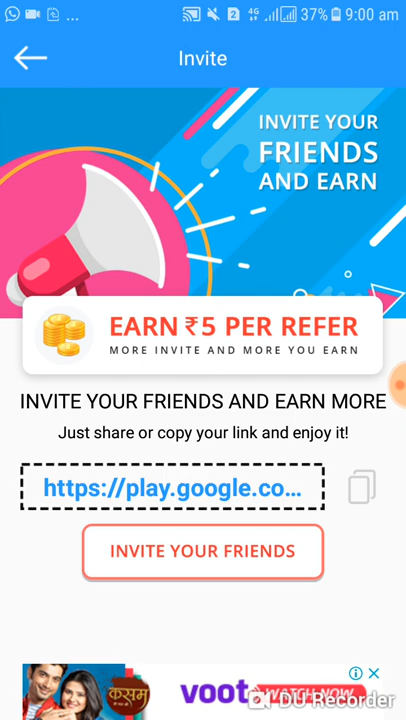 ... 2 4G 37% 9:00 am
Invite
INVITE YOUR
FRIENDS
AND EARN
EARN ₹5 PER REFER
MORE INVITE AND MORE YOU EARN
INVITE YOUR FRIENDS AND EARN MORE
Just share or copy your link and enjoy it!
https://play.google.co...
INVITE YOUR FRIENDS
कसम
voot WATCH NOW
DU Recorder